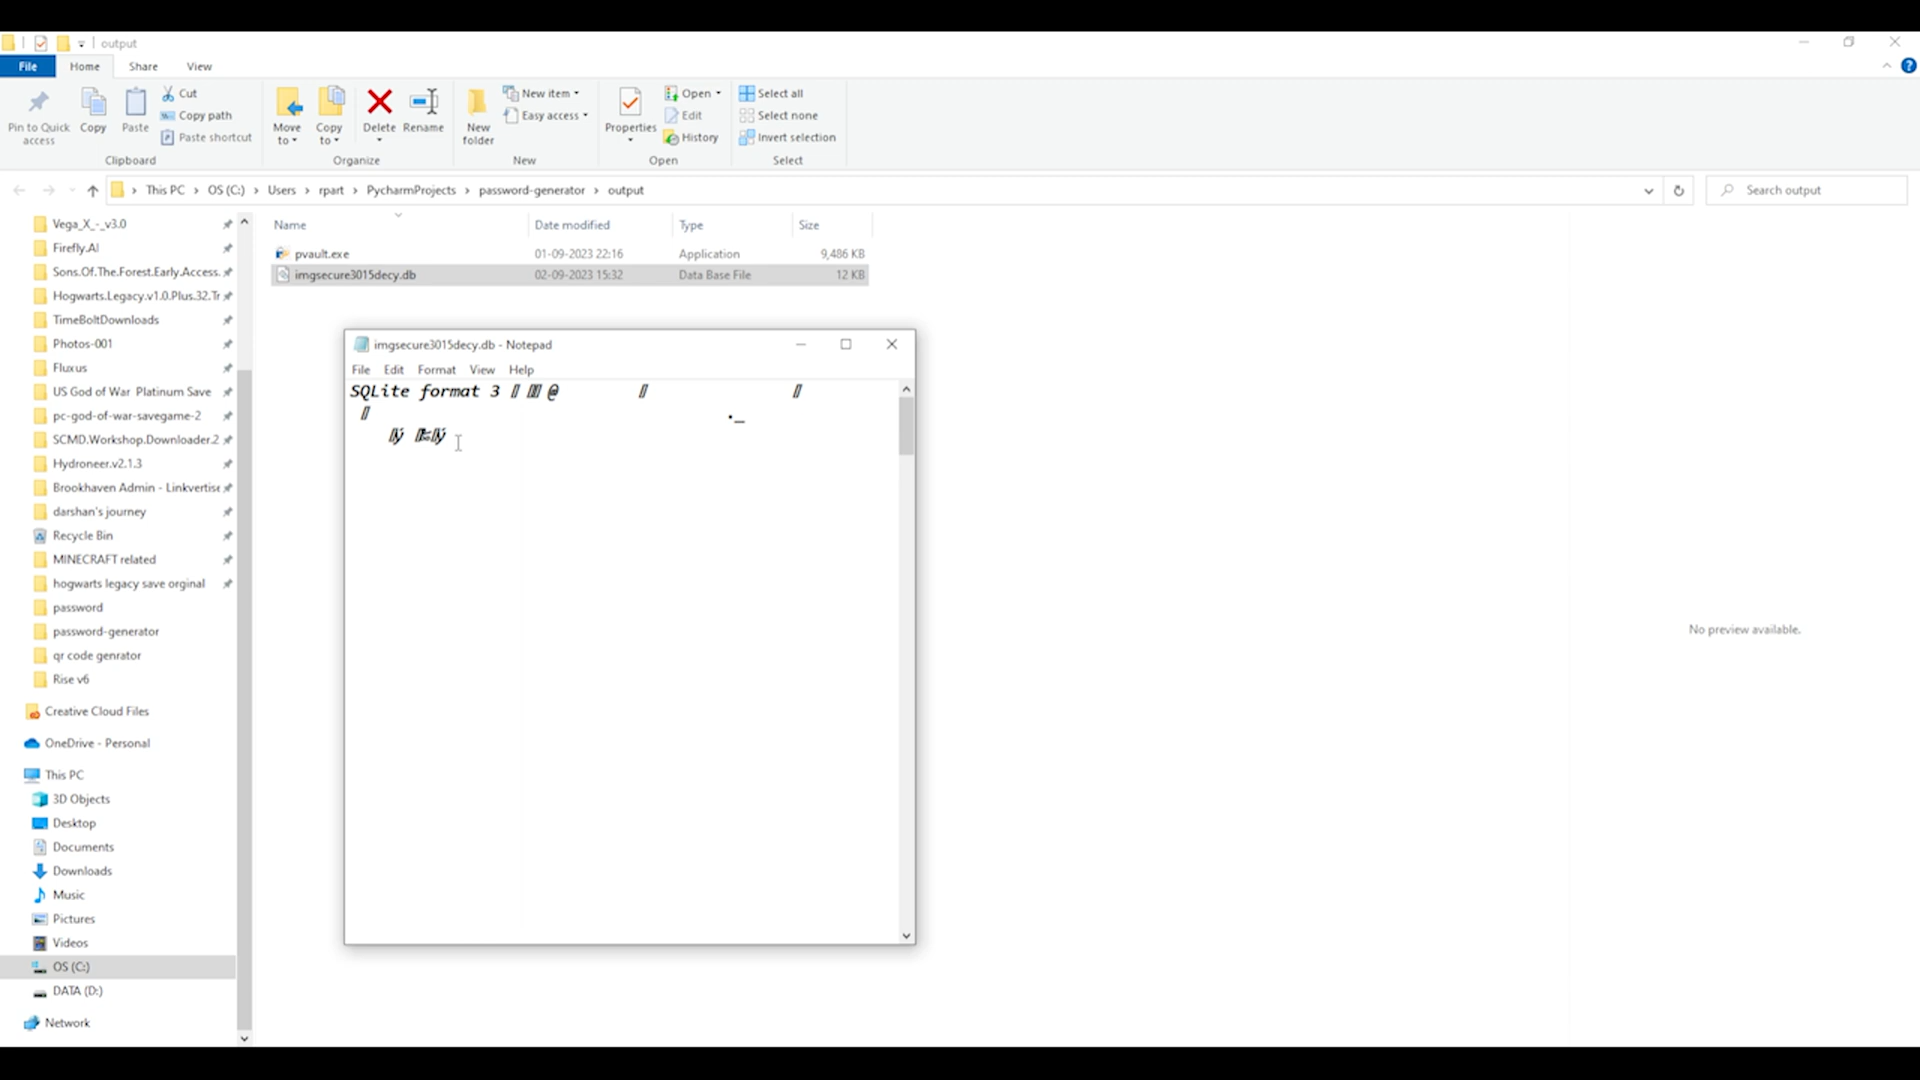 output
File Home Share View
Pin to Quick access
Copy
Paste
Cut
Copy path
Paste shortcut
Clipboard
Move to
Copy to
Delete
Rename
Organize
New folder
New item
Easy access
New
Properties
Open
Edit
History
Open
Select all
Select none
Invert selection
Select
This PC › OS (C:) › Users › rpart › PycharmProjects › password-generator › output
Search output
Name Date modified Type Size
pvault.exe 01-09-2023 22:16 Application 9,486 KB
imgsecure3015decy.db 02-09-2023 15:32 Data Base File 12 KB
Vega_X_-_v3.0
Firefly.AI
Sons.Of.The.Forest.Early.Access.
Hogwarts.Legacy.v1.0.Plus.32.Tr
TimeBoltDownloads
Photos-001
Fluxus
US God of War Platinum Save
pc-god-of-war-savegame-2
SCMD.Workshop.Downloader.2
Hydroneer.v2.1.3
Brookhaven Admin - Linkvertise
darshan's journey
Recycle Bin
MINECRAFT related
hogwarts legacy save orginal
password
password-generator
qr code genrator
Rise v6
Creative Cloud Files
OneDrive - Personal
This PC
3D Objects
Desktop
Documents
Downloads
Music
Pictures
Videos
OS (C:)
DATA (D:)
Network
imgsecure3015decy.db - Notepad
File Edit Format View Help
SQLite format 3 @
._
No preview available.